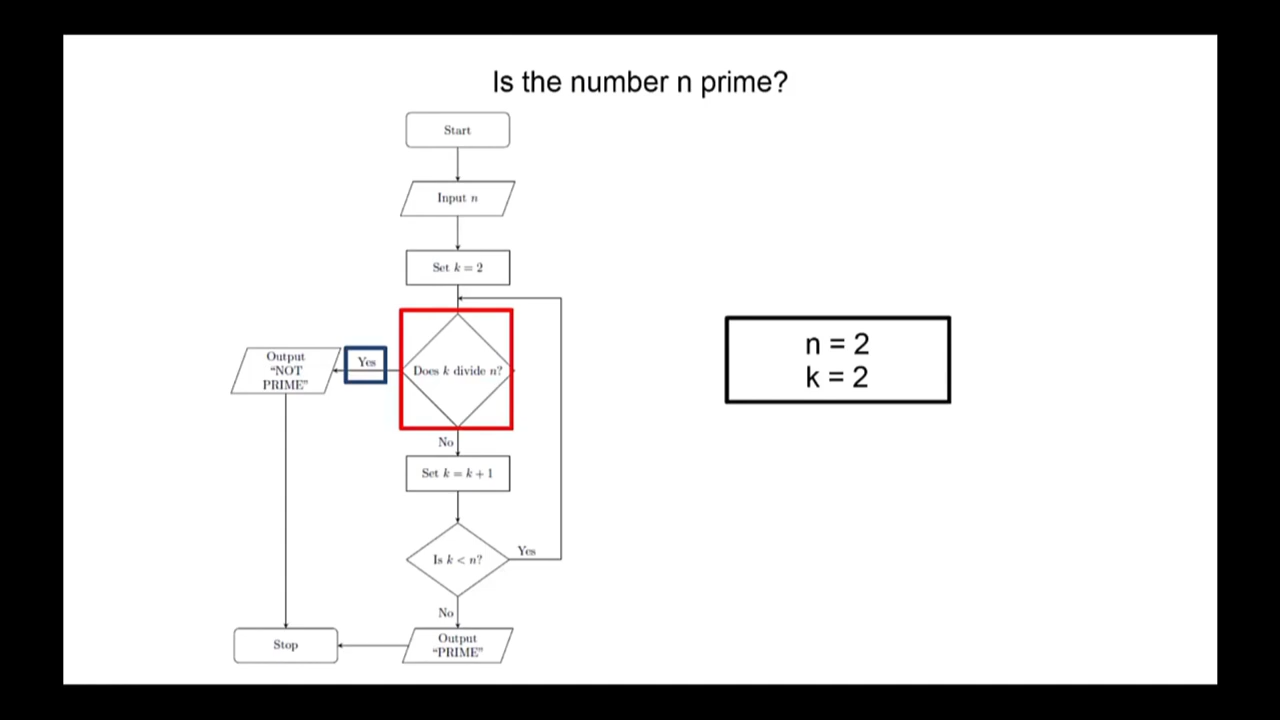 Is the number n prime?
Start
Input n
Set k = 2
Does k divide n?
Yes
Output
“NOT
PRIME”
No
Set k = k + 1
Is k < n?
Yes
No
Output
“PRIME”
Stop
n = 2
k = 2